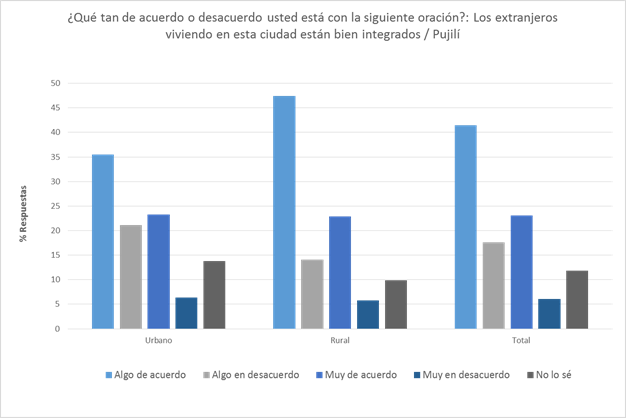 ¿Qué tan de acuerdo o desacuerdo usted está con la siguiente oración?: Los extranjeros
viviendo en esta ciudad están bien integrados / Pujilí
% Respuestas
50
45
40
35
30
25
20
15
10
5
0
Urbano Rural Total
Algo de acuerdo Algo en desacuerdo Muy de acuerdo Muy en desacuerdo No lo sé